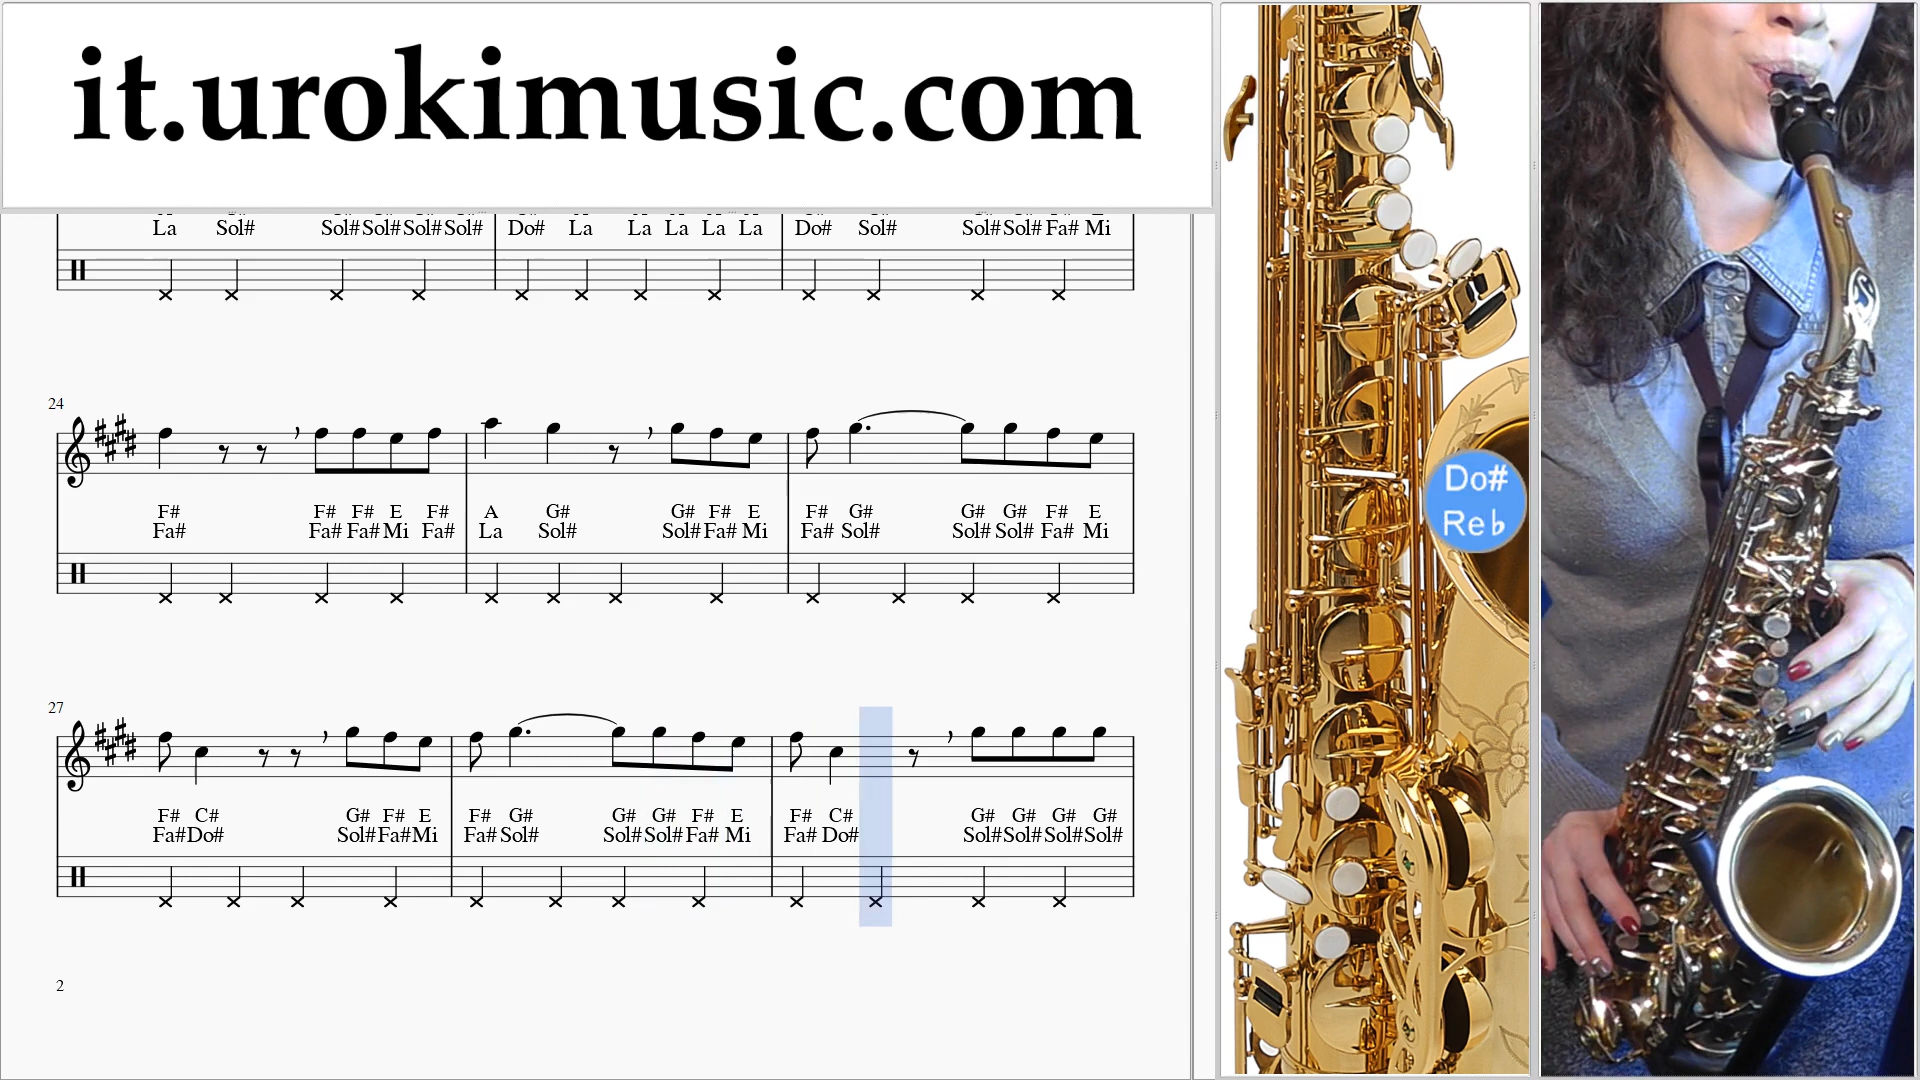 it.urokimusic.com
La Sol# Sol# Sol# Sol# Sol# Do# La La La La La Do# Sol# Sol# Sol# Fa# Mi
24
F# F# F# E F# A G# G# F# E F# G# G# G# F# E
Fa# Fa# Fa# Mi Fa# La Sol# Sol# Fa# Mi Fa# Sol# Sol# Sol# Fa# Mi
27
F# C# G# F# E F# G# G# G# F# E F# C# G# G# G# G#
Fa# Do# Sol# Fa# Mi Fa# Sol# Sol# Sol# Fa# Mi Fa# Do# Sol# Sol# Sol# Sol#
2
Do#
Re♭